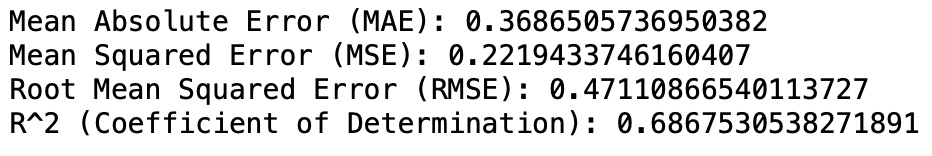 Mean Absolute Error (MAE): 0.3686505736950382
Mean Squared Error (MSE): 0.2219433746160407
Root Mean Squared Error (RMSE): 0.47110866540113727
R^2 (Coefficient of Determination): 0.6867530538271891